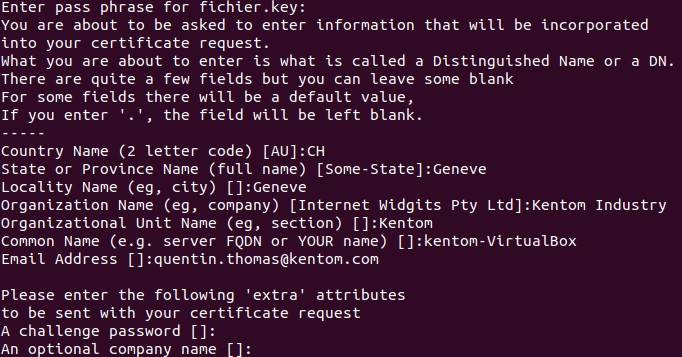 Enter pass phrase for fichier.key:
You are about to be asked to enter information that will be incorporated
into your certificate request.
What you are about to enter is what is called a Distinguished Name or a DN.
There are quite a few fields but you can leave some blank
For some fields there will be a default value,
If you enter '.', the field will be left blank.
-----
Country Name (2 letter code) [AU]:CH
State or Province Name (full name) [Some-State]:Geneve
Locality Name (eg, city) []:Geneve
Organization Name (eg, company) [Internet Widgits Pty Ltd]:Kentom Industry
Organizational Unit Name (eg, section) []:Kentom
Common Name (e.g. server FQDN or YOUR name) []:kentom-VirtualBox
Email Address []:quentin.thomas@kentom.com

Please enter the following 'extra' attributes
to be sent with your certificate request
A challenge password []:
An optional company name []: